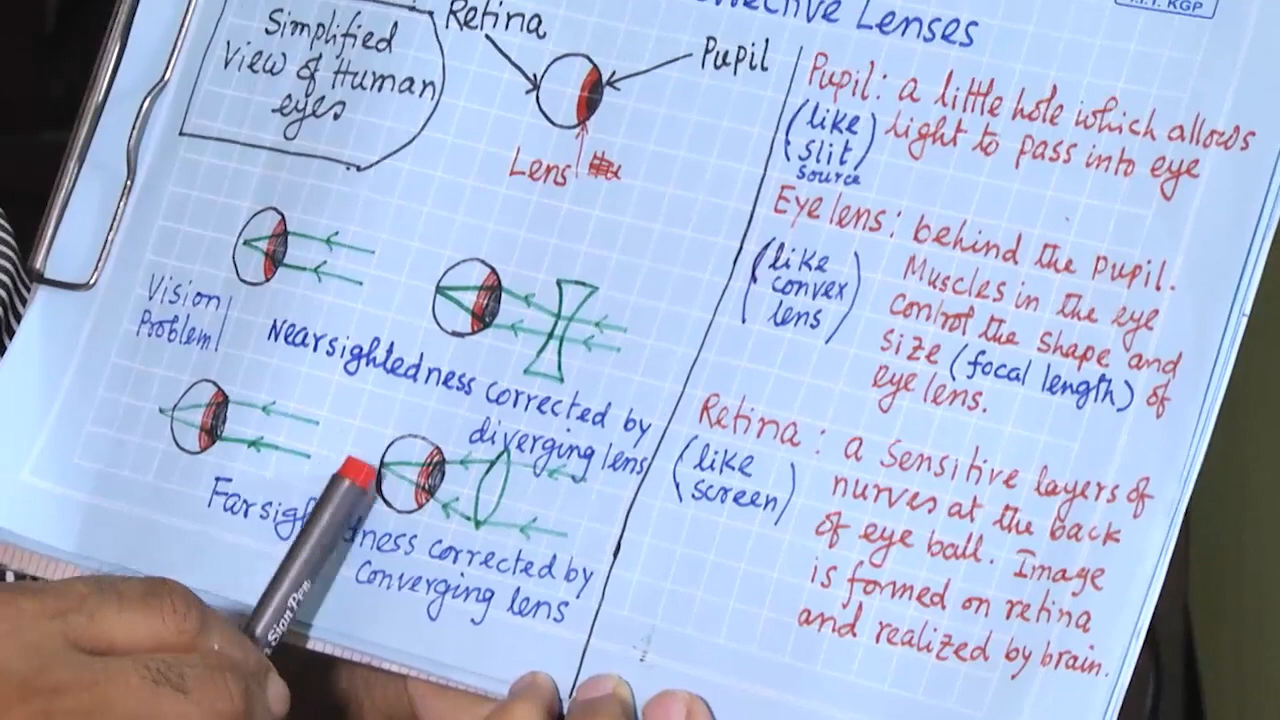 I.I.T. KGP
Lenses
Simplified
View of Human
eyes
Retina
Pupil
Lens
Vision
Problem
Nearsightedness corrected by
diverging lens
Farsig
ness corrected by
Converging lens
Pupil: a little hole which allows
(like slit source) light to pass into eye
Eye lens: behind the pupil.
(like convex lens) Muscles in the eye
control the shape and
size (focal length) of
eye lens.
Retina: a sensitive layers of
(like screen) nurves at the back
of eye ball. Image
is formed on retina
and realized by brain.